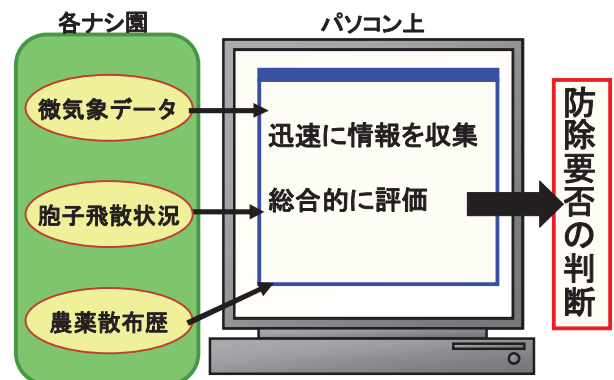 各ナシ園
微気象データ
胞子飛散状況
農薬散布歴
パソコン上
迅速に情報を収集
総合的に評価
防除要否の判断